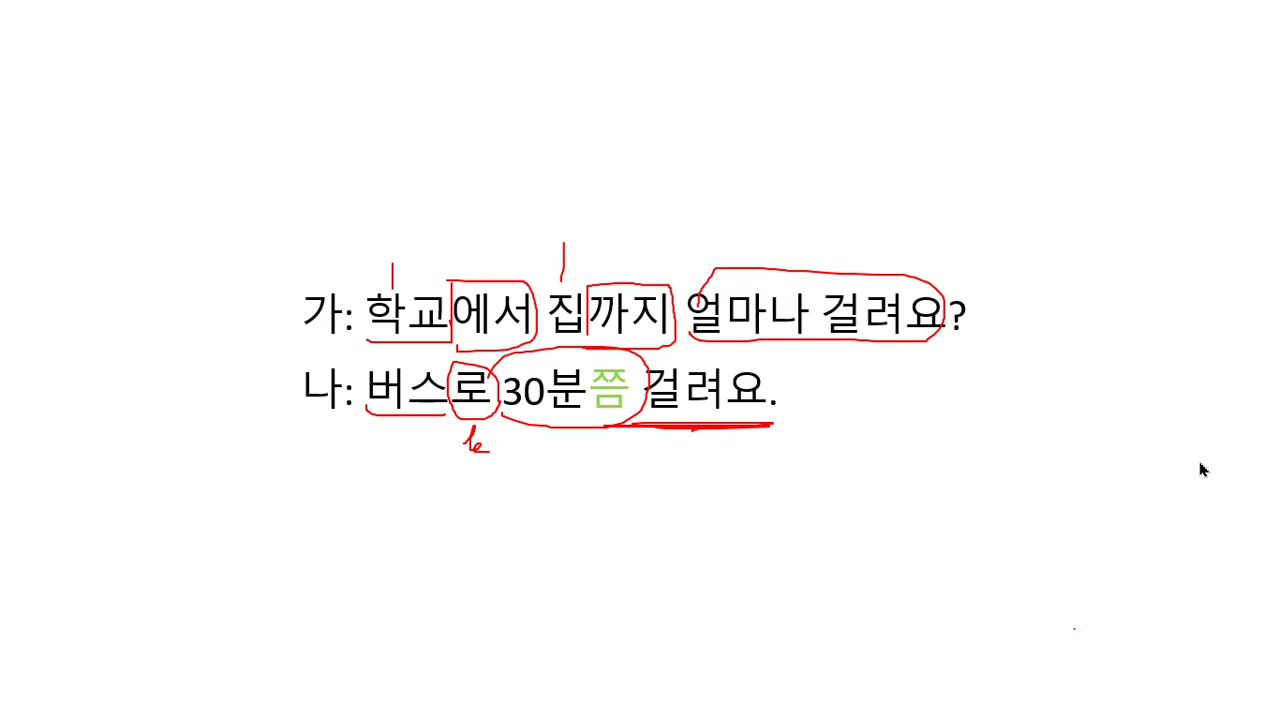 가: 학교에서 집까지 얼마나 걸려요?
나: 버스로 30분쯤 걸려요.
le